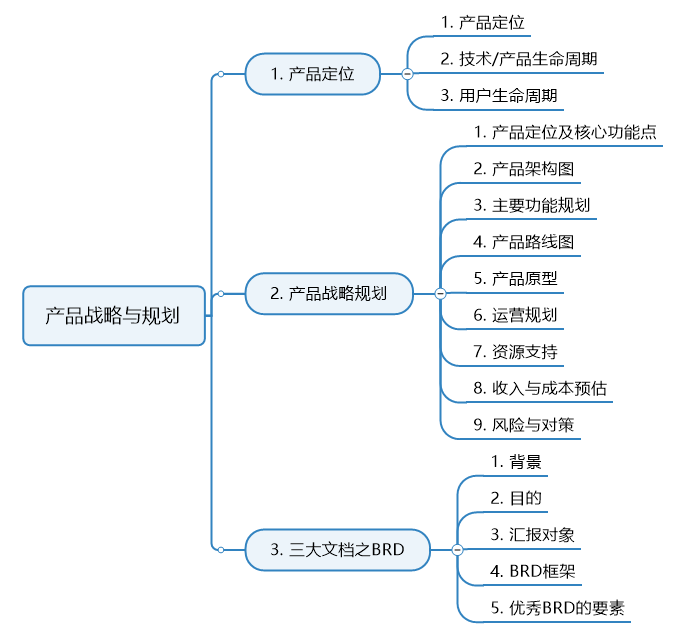 产品战略与规划
1. 产品定位
1. 产品定位
2. 技术/产品生命周期
3. 用户生命周期
2. 产品战略规划
1. 产品定位及核心功能点
2. 产品架构图
3. 主要功能规划
4. 产品路线图
5. 产品原型
6. 运营规划
7. 资源支持
8. 收入与成本预估
9. 风险与对策
3. 三大文档之BRD
1. 背景
2. 目的
3. 汇报对象
4. BRD框架
5. 优秀BRD的要素